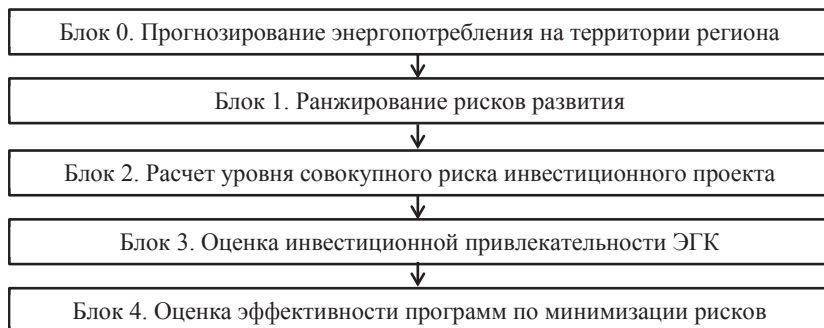 Блок 0. Прогнозирование энергопотребления на территории региона
Блок 1. Ранжирование рисков развития
Блок 2. Расчет уровня совокупного риска инвестиционного проекта
Блок 3. Оценка инвестиционной привлекательности ЭГК
Блок 4. Оценка эффективности программ по минимизации рисков